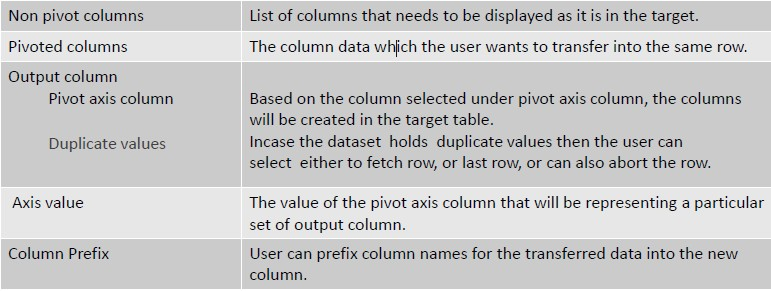 Non pivot columns
List of columns that needs to be displayed as it is in the target.
Pivoted columns
The column data which the user wants to transfer into the same row.
Output column
Pivot axis column
Based on the column selected under pivot axis column, the columns
will be created in the target table.
Duplicate values
Incase the dataset holds duplicate values then the user can
select either to fetch row, or last row, or can also abort the row.
Axis value
The value of the pivot axis column that will be representing a particular
set of output column.
Column Prefix
User can prefix column names for the transferred data into the new
column.